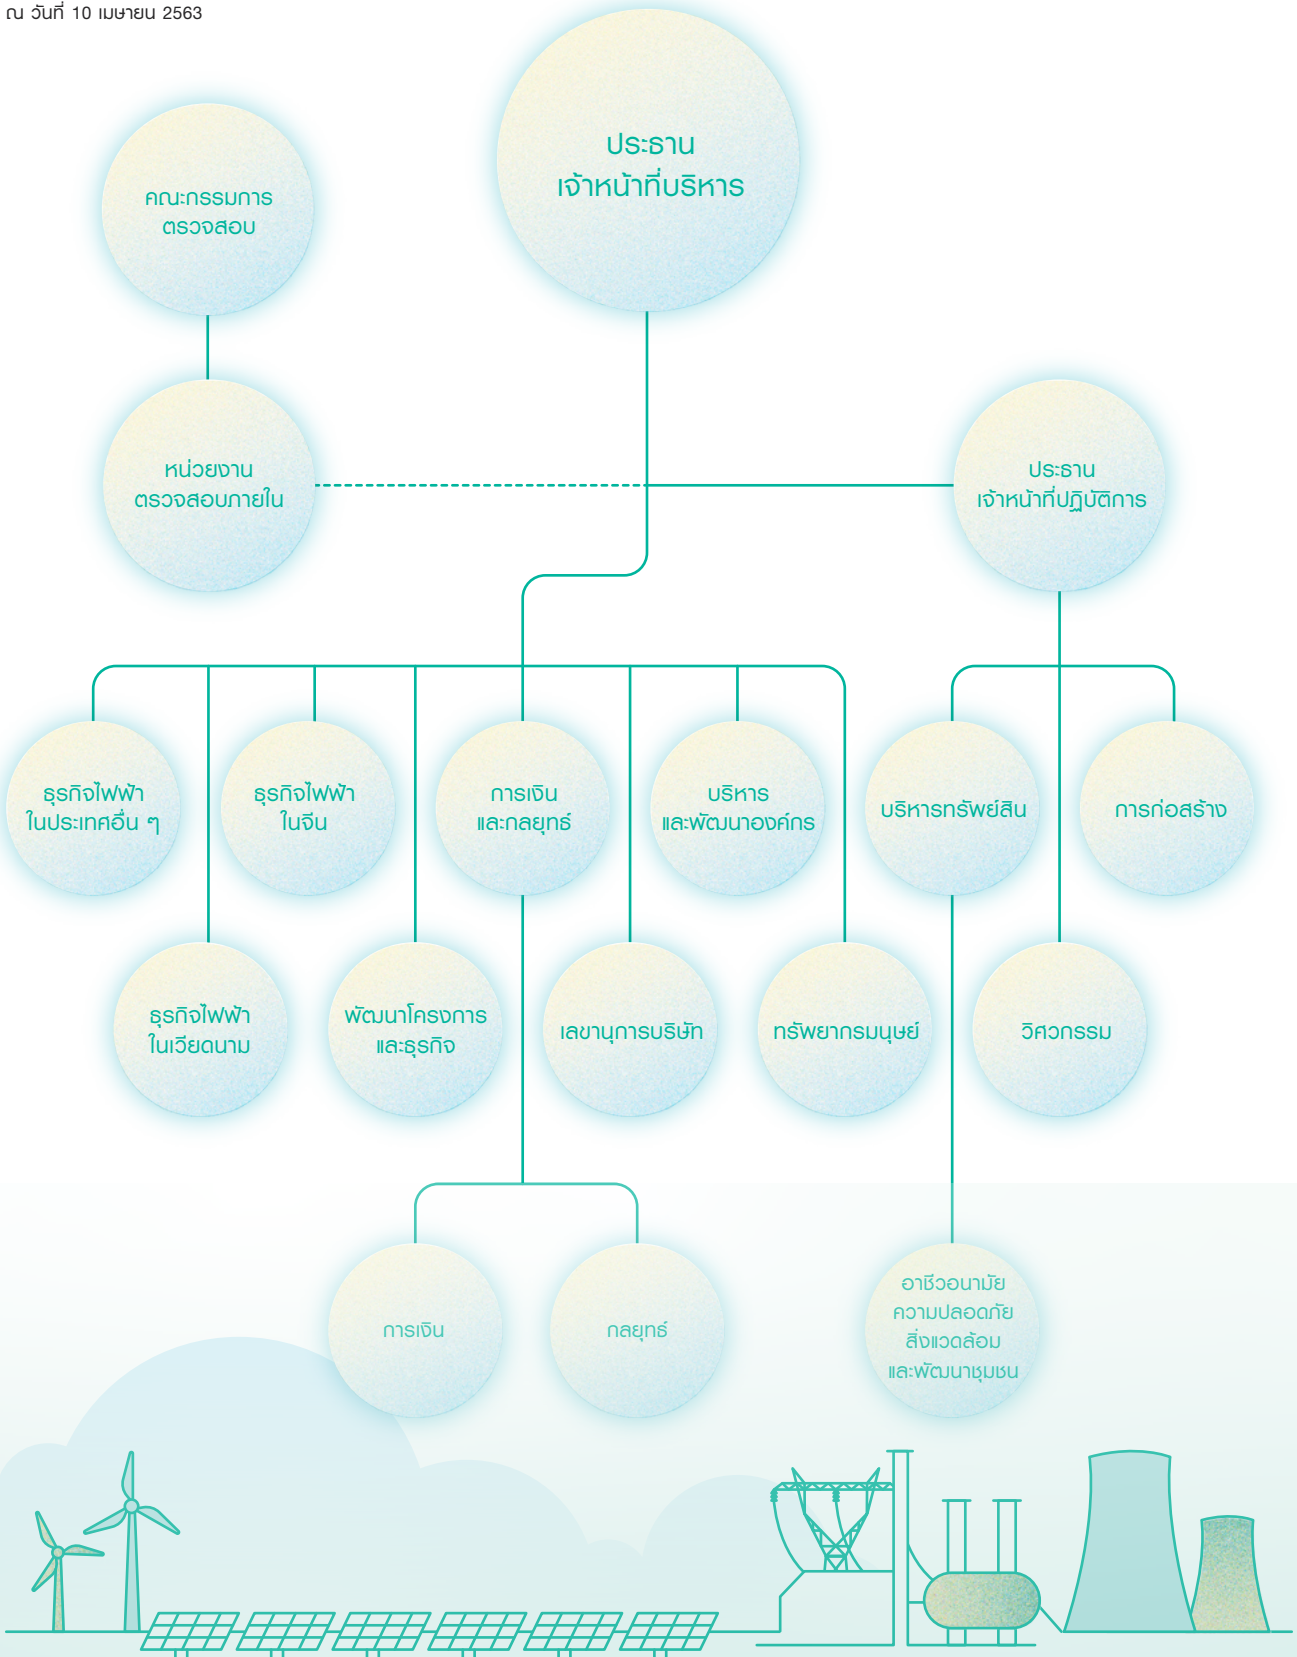 ณ วันที่ 10 เมษายน 2563
ประธาน
เจ้าหน้าที่บริหาร
คณะกรรมการ
ตรวจสอบ
หน่วยงาน
ตรวจสอบภายใน
ประธาน
เจ้าหน้าที่ปฏิบัติการ
ธุรกิจไฟฟ้า
ในประเทศอื่น ๆ
ธุรกิจไฟฟ้า
ในจีน
การเงิน
และกลยุทธ์
บริหาร
และพัฒนาองค์กร
บริหารทรัพย์สิน
การก่อสร้าง
ธุรกิจไฟฟ้า
ในเวียดนาม
พัฒนาโครงการ
และธุรกิจ
เลขานุการบริษัท
ทรัพยากรมนุษย์
วิศวกรรม
การเงิน
กลยุทธ์
อาชีวอนามัย
ความปลอดภัย
สิ่งแวดล้อม
และพัฒนาชุมชน